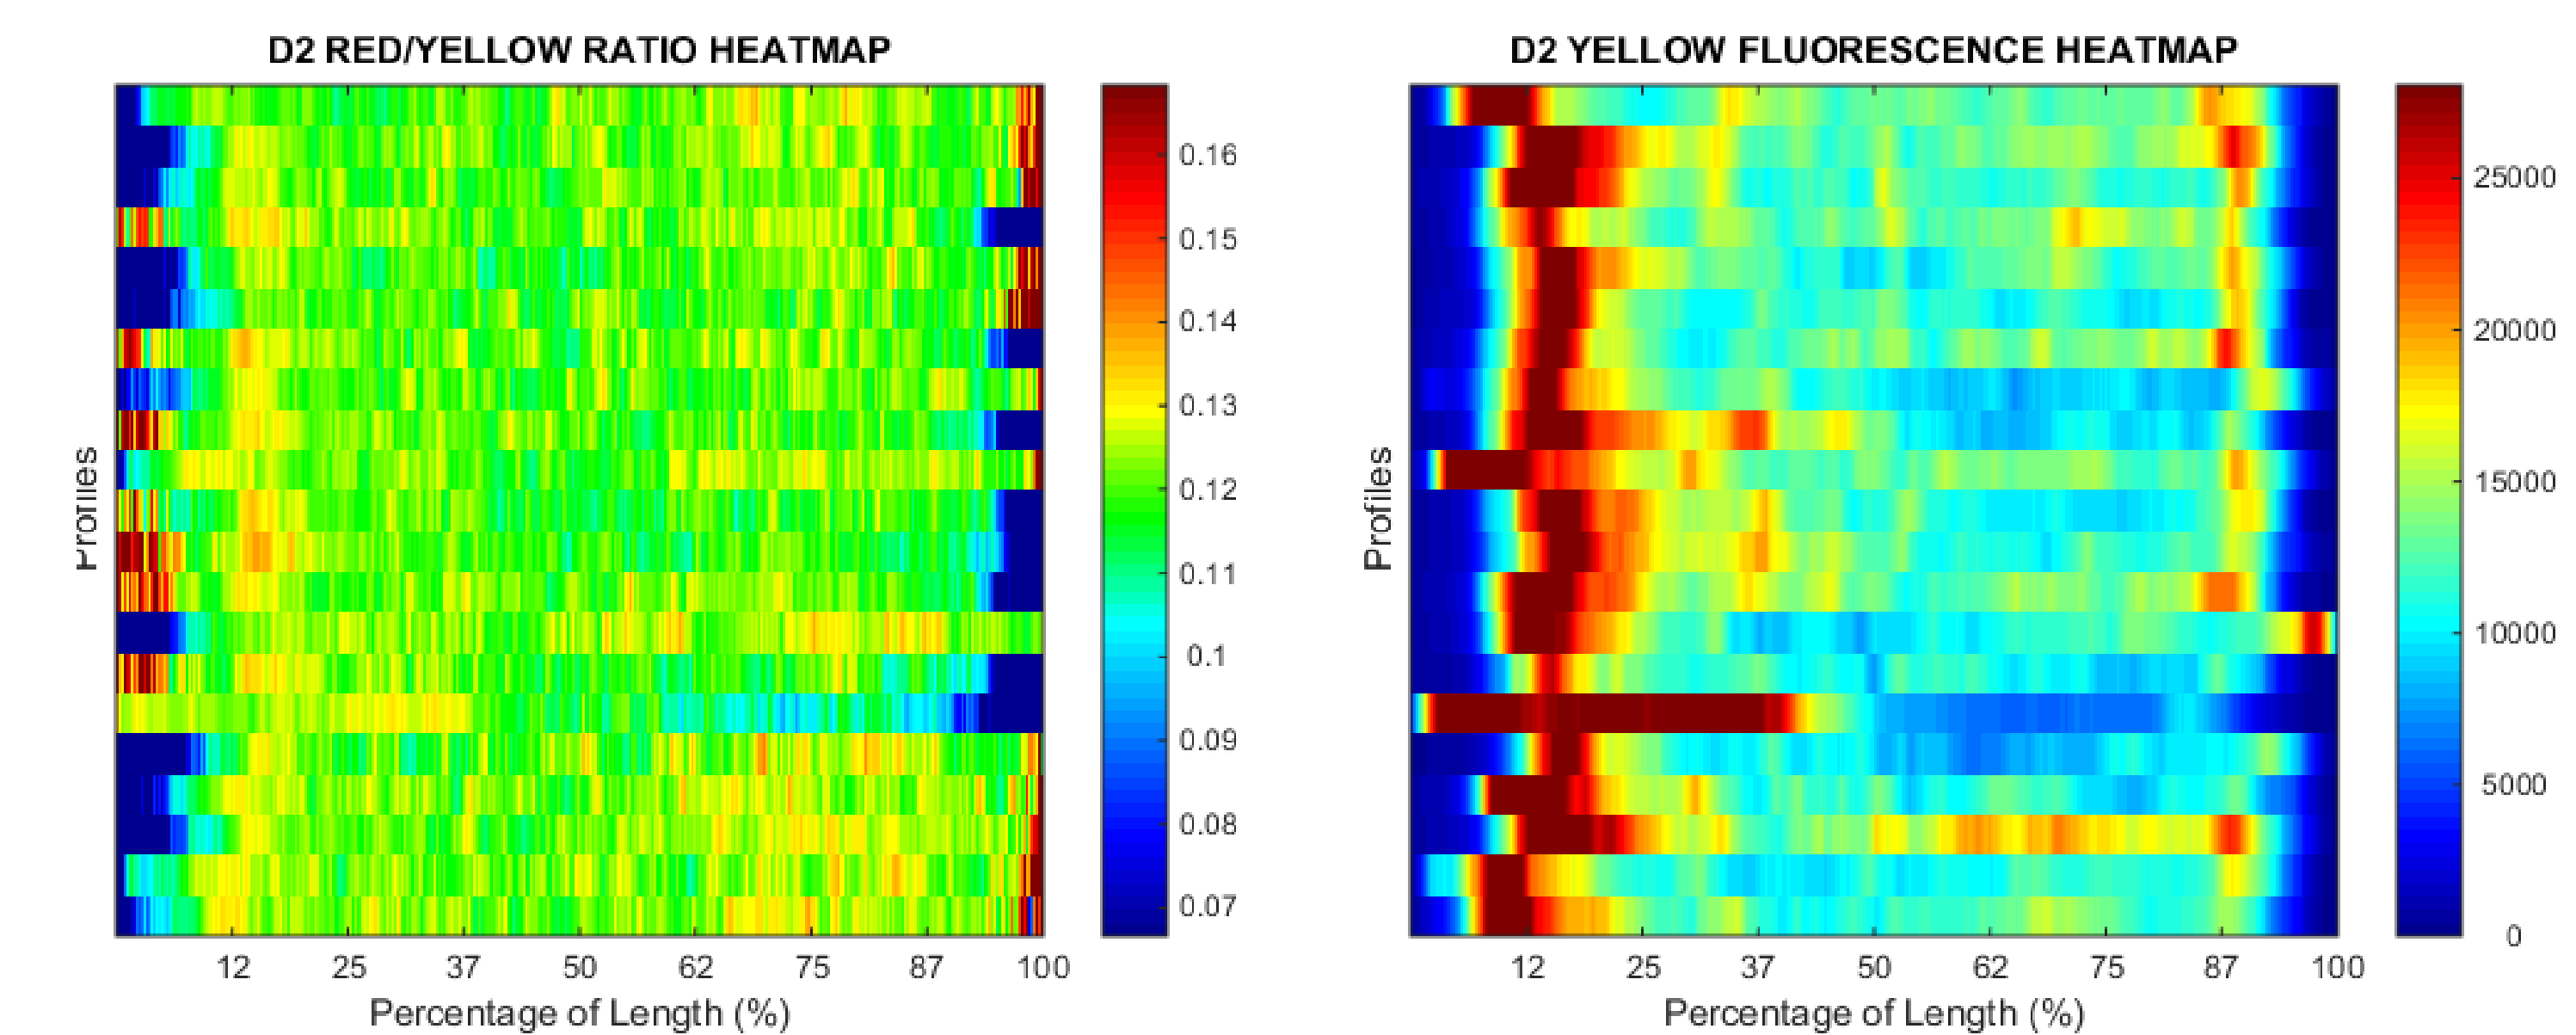 D2 RED/YELLOW RATIO HEATMAP
Profiles
12 25 37 50 62 75 87 100
Percentage of Length (%)
0.16
0.15
0.14
0.13
0.12
0.11
0.1
0.09
0.08
0.07
D2 YELLOW FLUORESCENCE HEATMAP
Profiles
12 25 37 50 62 75 87 100
Percentage of Length (%)
25000
20000
15000
10000
5000
0